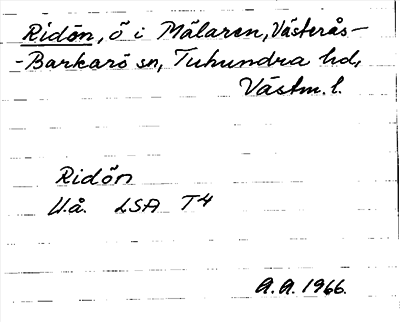 Ridön, ö i Mälaren, Västerås-
-Barkarö sn, Tuhundra hd,
Västm. l.
Ridön
U.å. LSA T4
A.A. 1966.